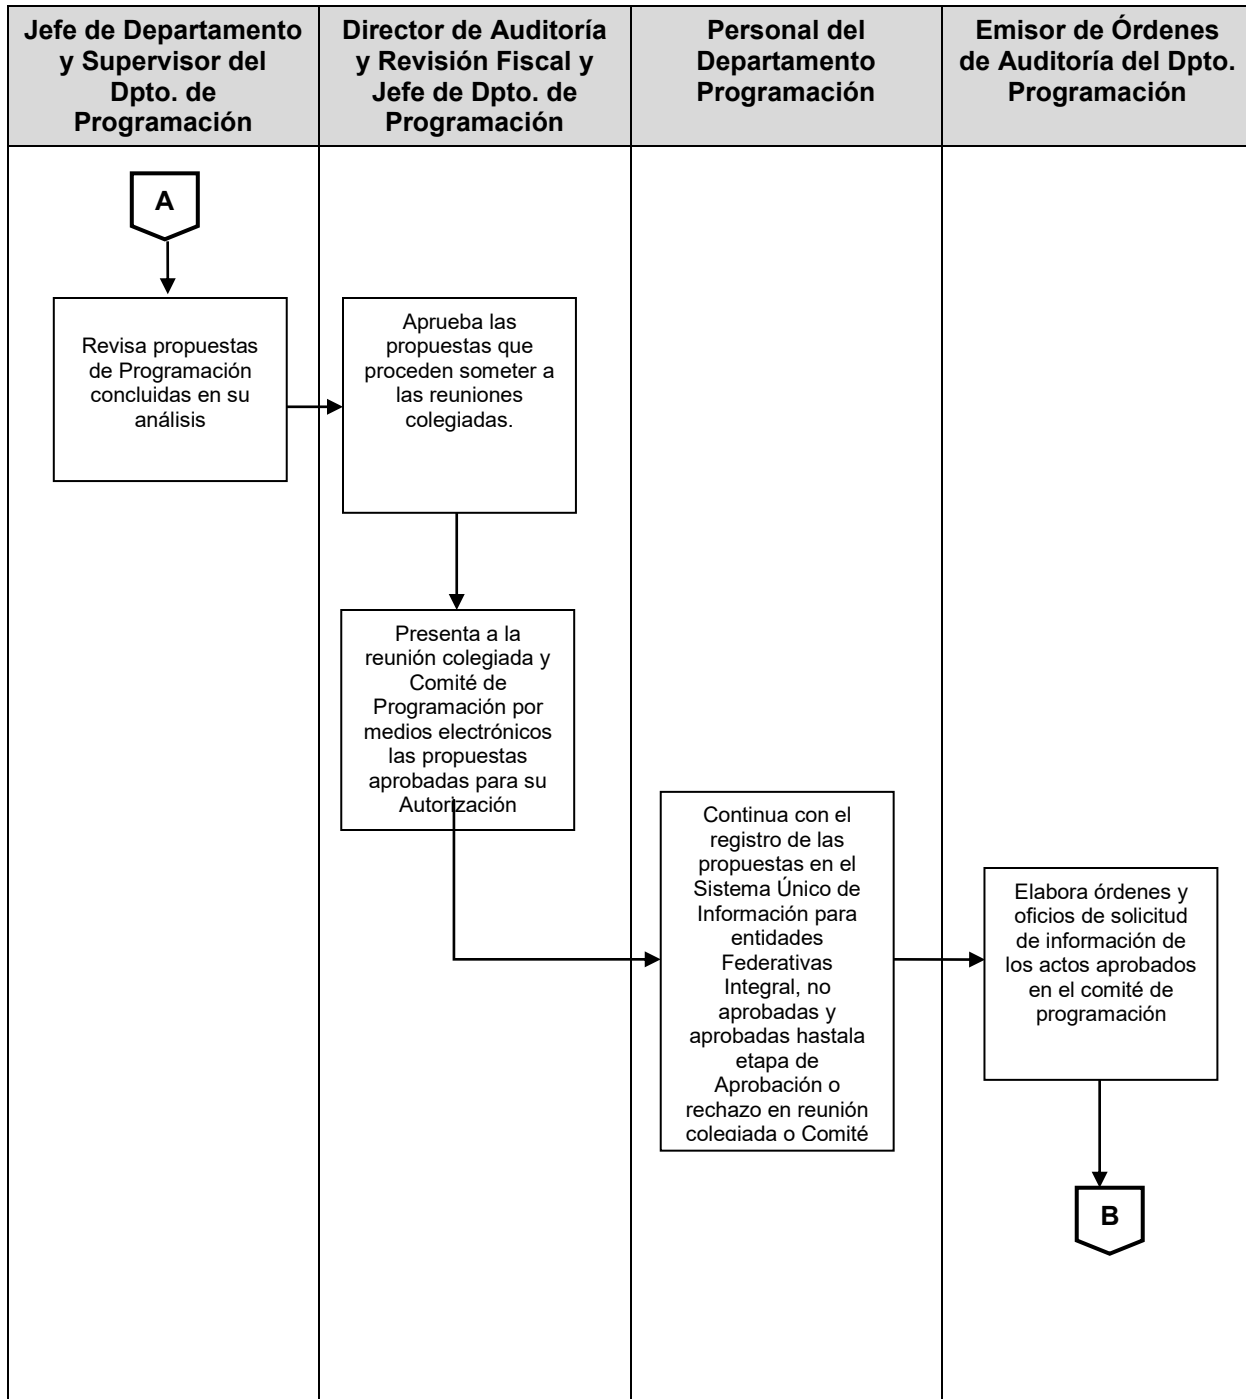 Jefe de Departamento
y Supervisor del
Dpto. de
Programación
Director de Auditoría
y Revisión Fiscal y
Jefe de Dpto. de
Programación
Personal del
Departamento
Programación
Emisor de Órdenes
de Auditoría del Dpto.
Programación
A
Revisa propuestas
de Programación
concluidas en su
análisis
Aprueba las
propuestas que
proceden someter a
las reuniones
colegiadas.
Presenta a la
reunión colegiada y
Comité de
Programación por
medios electrónicos
las propuestas
aprobadas para su
Autorización
Continua con el
registro de las
propuestas en el
Sistema Único de
Información para
entidades
Federativas
Integral, no
aprobadas y
aprobadas hastala
etapa de
Aprobación o
rechazo en reunión
colegiada o Comité
Elabora órdenes y
oficios de solicitud
de información de
los actos aprobados
en el comité de
programación
B